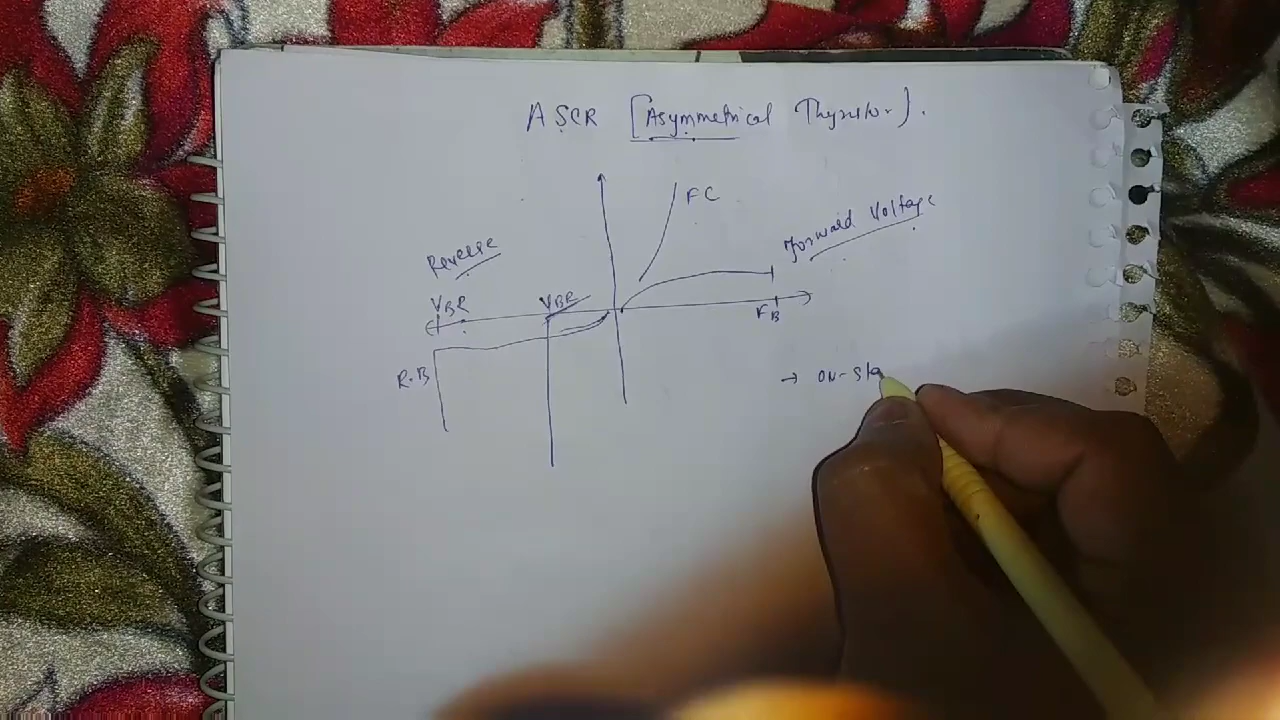 ASCR [Asymmetrical Thyristor).
FC
Forward Voltage
Reverse
VBR
VBR
FB
R.B
→ ON-Sta